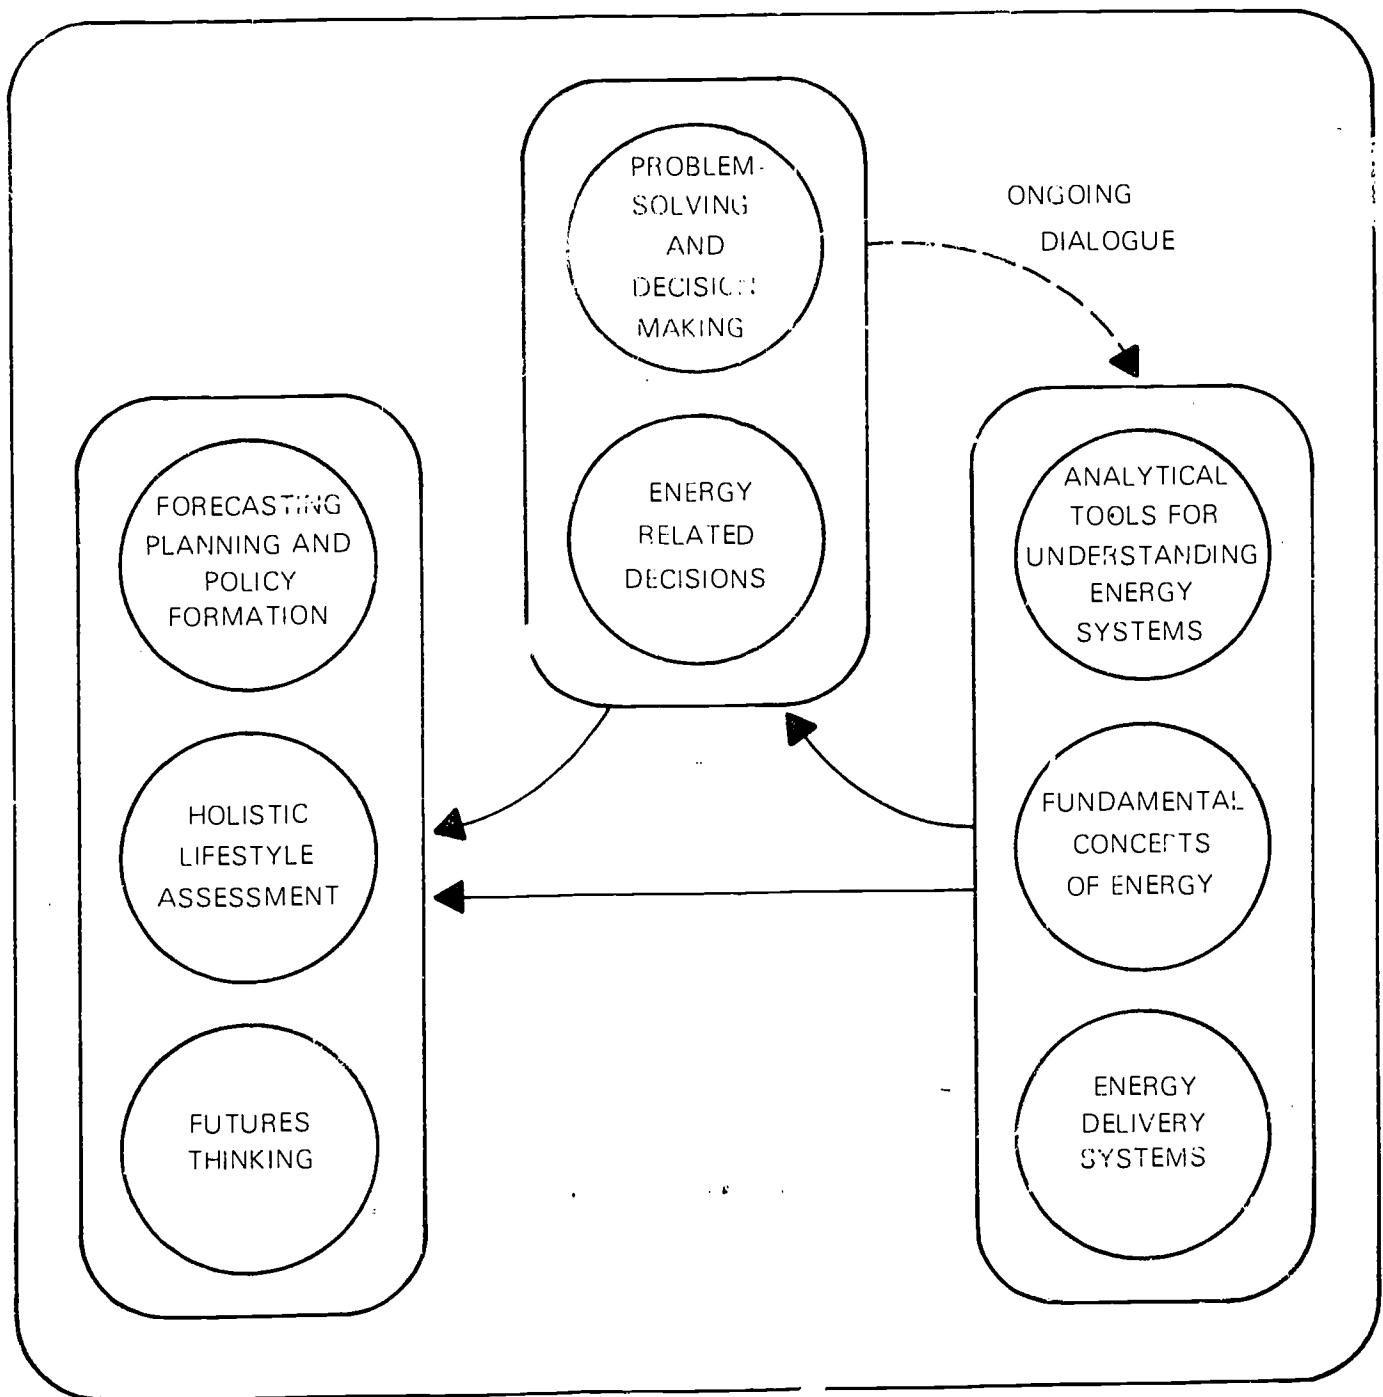 PROBLEM-
SOLVING
AND
DECISION
MAKING
ENERGY
RELATED
DECISIONS
ONGOING
DIALOGUE
FORECASTING
PLANNING AND
POLICY
FORMATION
HOLISTIC
LIFESTYLE
ASSESSMENT
FUTURES
THINKING
ANALYTICAL
TOOLS FOR
UNDERSTANDING
ENERGY
SYSTEMS
FUNDAMENTAL
CONCEPTS
OF ENERGY
ENERGY
DELIVERY
SYSTEMS